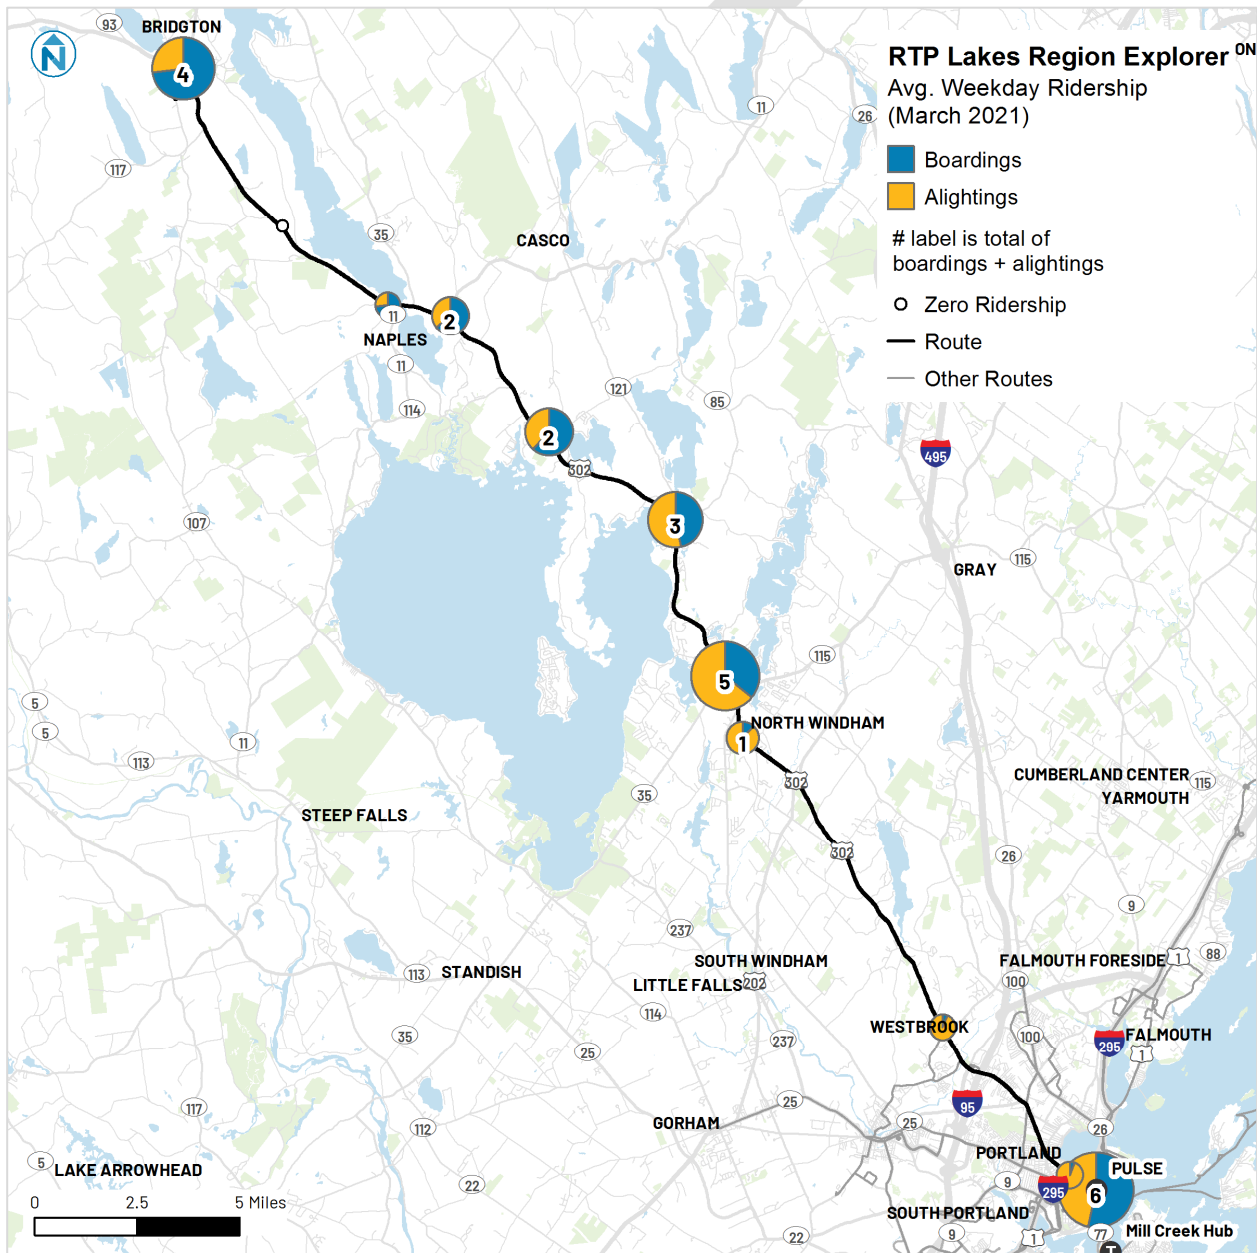 93
BRIDGTON
N
4
RTP Lakes Region Explorer
ON
Avg. Weekday Ridership
(March 2021)
Boardings
Alightings
# label is total of
boardings + alightings
Zero Ridership
Route
Other Routes
11
26
117
35
CASCO
11
2
NAPLES
11
114
121
85
2
302
495
107
3
GRAY
115
115
5
5
5
11
113
NORTH WINDHAM
1
302
CUMBERLAND CENTER
115
YARMOUTH
35
STEEP FALLS
302
26
9
237
SOUTH WINDHAM
FALMOUTH FORESIDE
1
88
113
STANDISH
LITTLE FALLS
202
100
114
WESTBROOK
35
237
100
295
FALMOUTH
1
25
25
95
117
112
GORHAM
25
26
5
LAKE ARROWHEAD
PORTLAND
PULSE
22
9
295
6
0
2.5
5 Miles
SOUTH PORTLAND
22
9
1
77
Mill Creek Hub
T